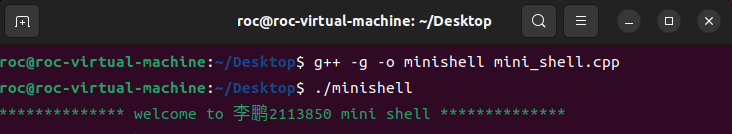 roc@roc-virtual-machine: ~/Desktop
roc@roc-virtual-machine:~/Desktop$ g++ -g -o minishell mini_shell.cpp
roc@roc-virtual-machine:~/Desktop$ ./minishell
************** welcome to 李鹏2113850 mini shell **************